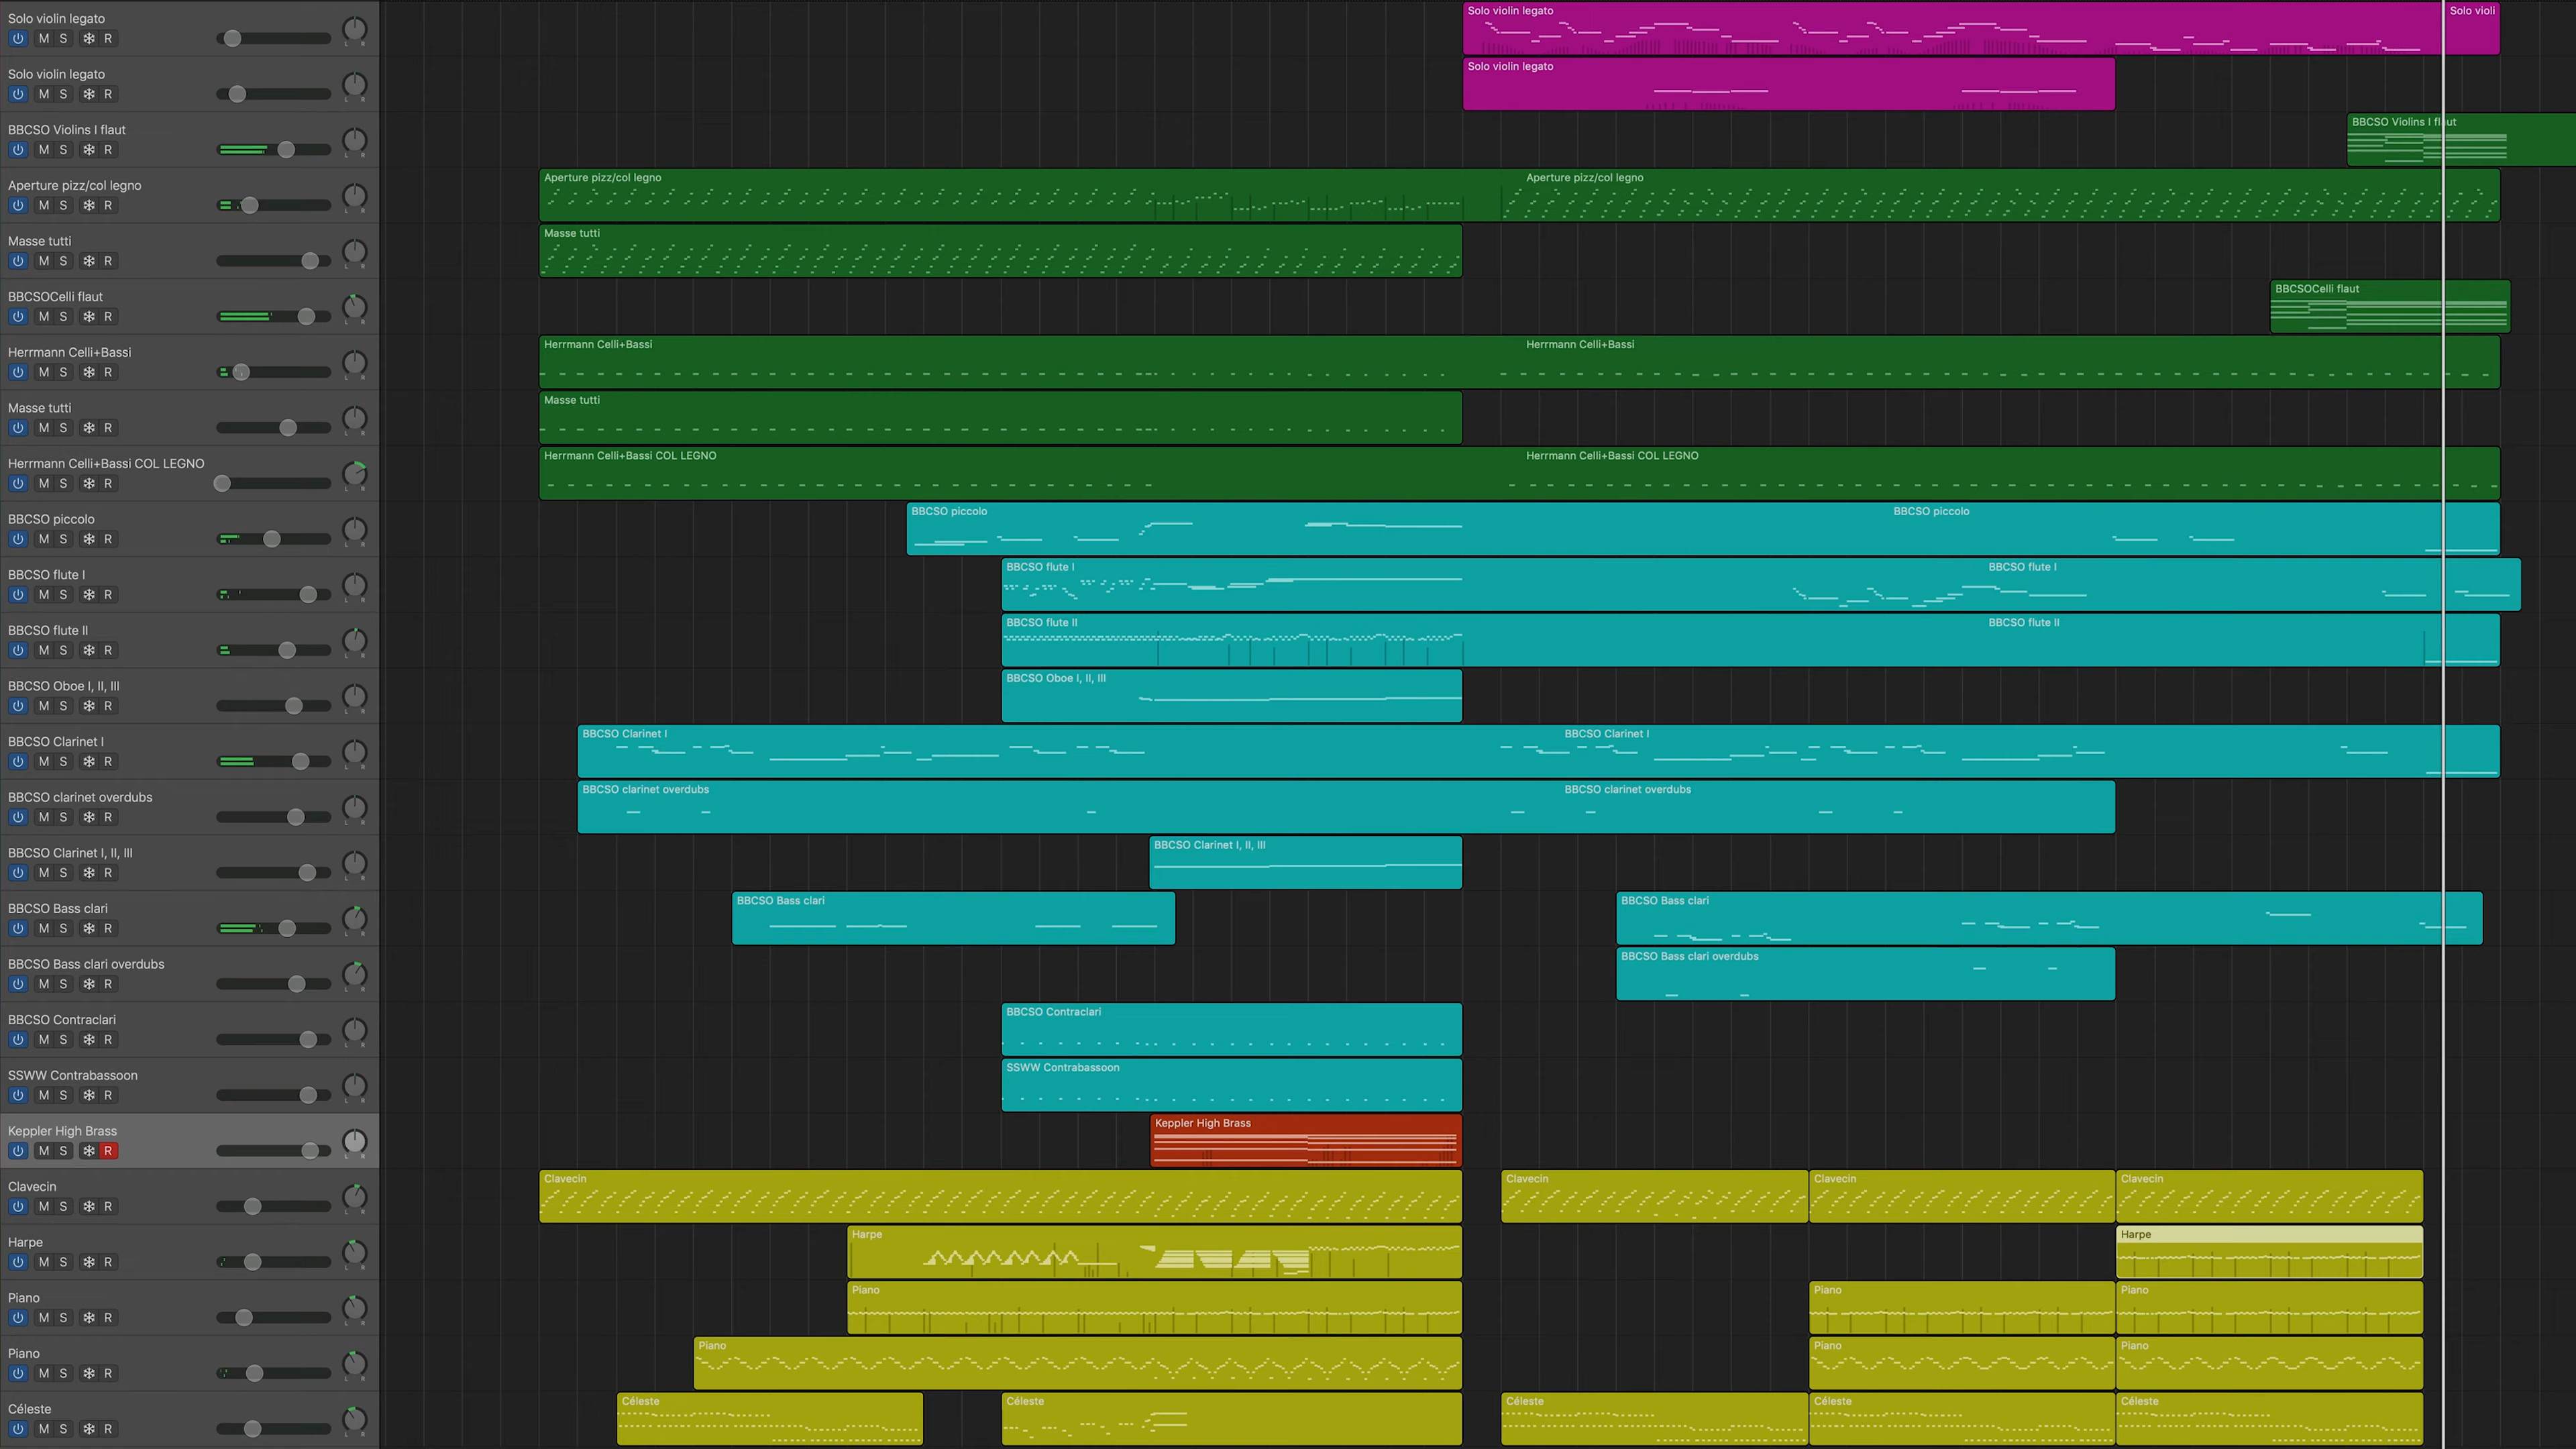 Solo violin legato
M S R
L R
Solo violin legato
Solo violi
Solo violin legato
M S R
L R
Solo violin legato
BBCSO Violins I flaut
M S R
L R
BBCSO Violins I flaut
Aperture pizz/col legno
M S R
L R
Aperture pizz/col legno
Aperture pizz/col legno
Masse tutti
M S R
L R
Masse tutti
BBCSOCelli flaut
M S R
L R
BBCSOCelli flaut
Herrmann Celli+Bassi
M S R
L R
Herrmann Celli+Bassi
Herrmann Celli+Bassi
Masse tutti
M S R
L R
Masse tutti
Herrmann Celli+Bassi COL LEGNO
M S R
L R
Herrmann Celli+Bassi COL LEGNO
Herrmann Celli+Bassi COL LEGNO
BBCSO piccolo
M S R
L R
BBCSO piccolo
BBCSO piccolo
BBCSO flute I
M S R
L R
BBCSO flute I
BBCSO flute I
BBCSO flute II
M S R
L R
BBCSO flute II
BBCSO flute II
BBCSO Oboe I, II, III
M S R
L R
BBCSO Oboe I, II, III
BBCSO Clarinet I
M S R
L R
BBCSO Clarinet I
BBCSO Clarinet I
BBCSO clarinet overdubs
M S R
L R
BBCSO clarinet overdubs
BBCSO clarinet overdubs
BBCSO Clarinet I, II, III
M S R
L R
BBCSO Clarinet I, II, III
BBCSO Bass clari
M S R
L R
BBCSO Bass clari
BBCSO Bass clari
BBCSO Bass clari overdubs
M S R
L R
BBCSO Bass clari overdubs
BBCSO Contraclari
M S R
L R
BBCSO Contraclari
SSWW Contrabassoon
M S R
L R
SSWW Contrabassoon
Keppler High Brass
M S R
L R
Keppler High Brass
Clavecin
M S R
L R
Clavecin
Clavecin
Clavecin
Clavecin
Harpe
M S R
L R
Harpe
Harpe
Piano
M S R
L R
Piano
Piano
Piano
Piano
M S R
L R
Piano
Piano
Piano
Céleste
M S R
L R
Céleste
Céleste
Céleste
Céleste
Céleste